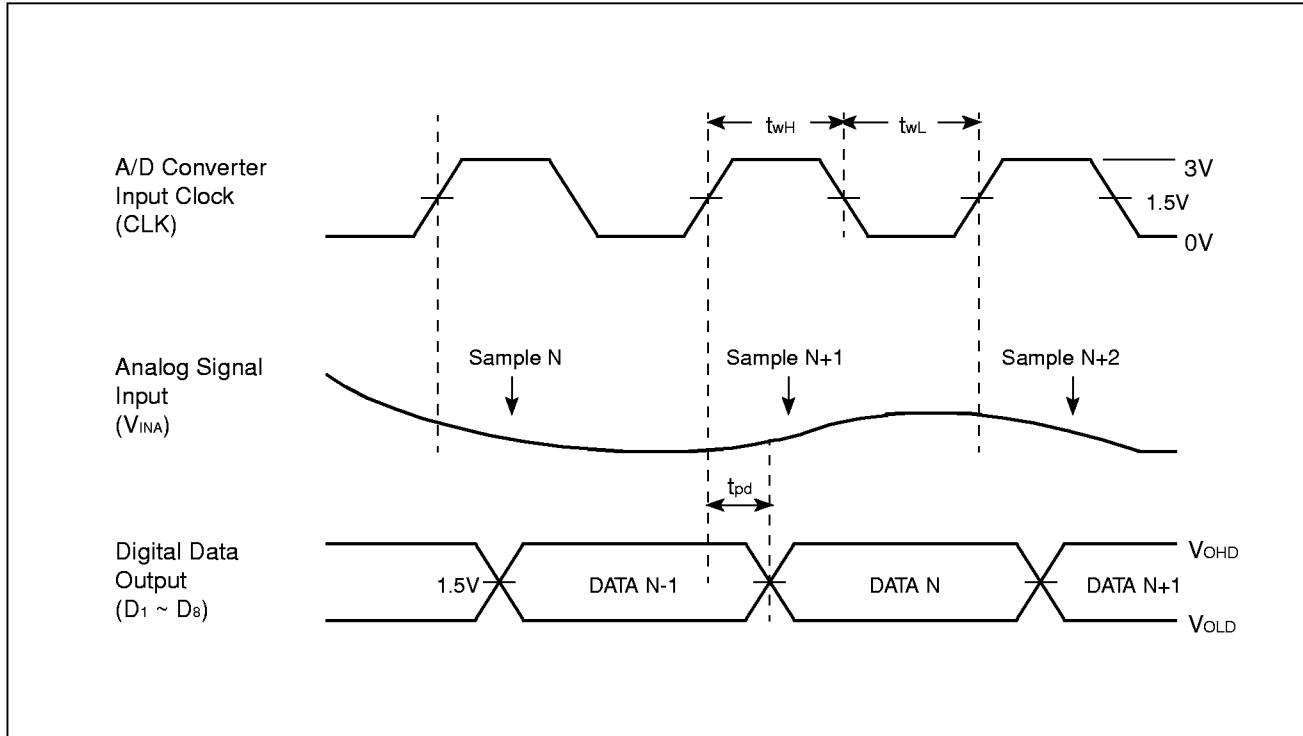 twH
twL
A/D Converter
Input Clock
(CLK)
3V
1.5V
0V
Analog Signal
Input
(VINA)
Sample N
Sample N+1
Sample N+2
tpd
Digital Data
Output
(D1 ~ D8)
1.5V
DATA N-1
DATA N
DATA N+1
VOHD
VOLD